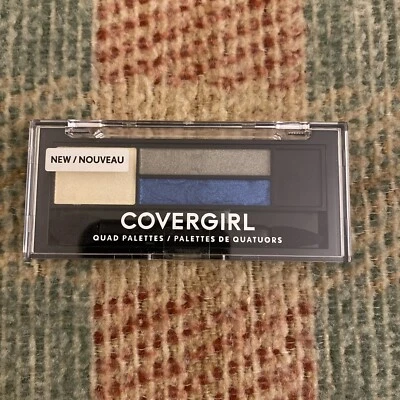 NEW / NOUVEAU
COVERGIRL
QUAD PALETTES / PALETTES DE QUATUORS